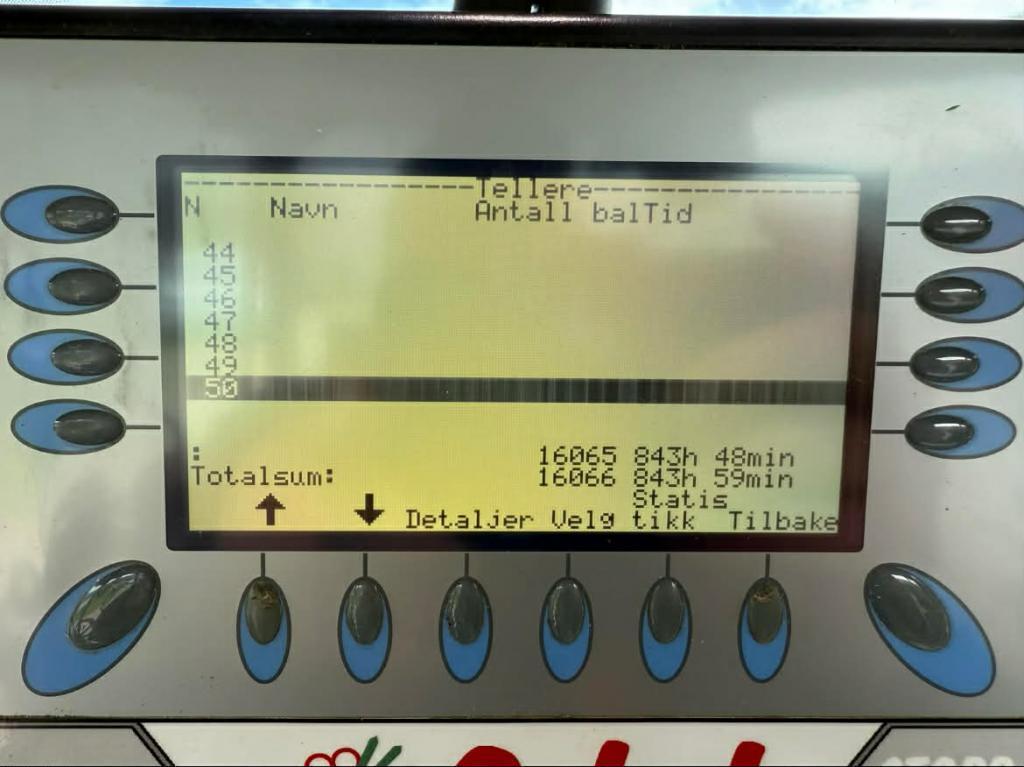 --------------------Tellere--------------------
N Navn Antall balTid
44
45
46
47
48
49
50
: 16065 843h 48min
Totalsum: 16066 843h 59min
Statis
Detaljer Velg tikk Tilbake